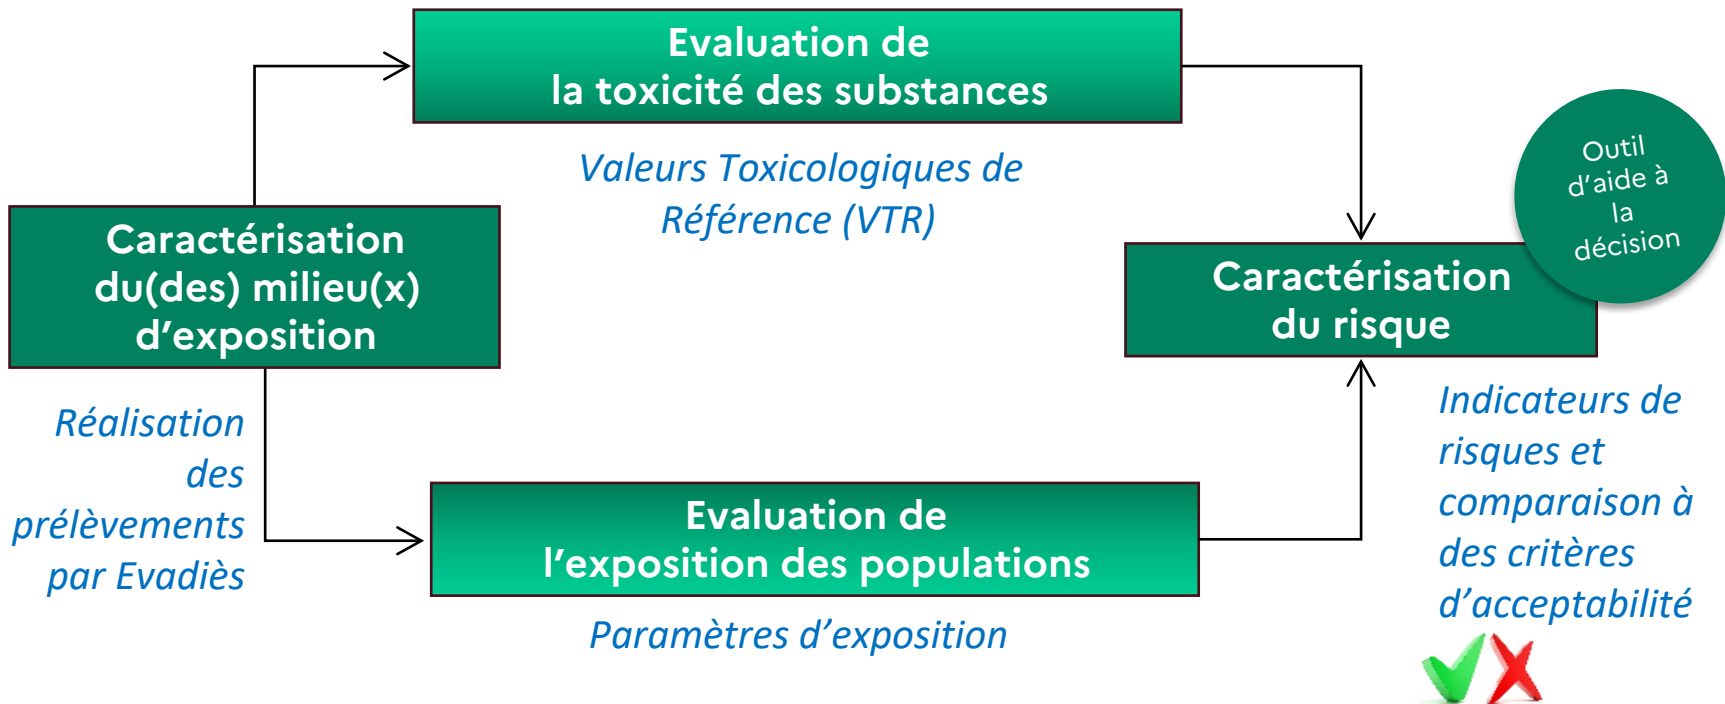 Evaluation de
la toxicité des substances
Valeurs Toxicologiques de
Référence (VTR)
Caractérisation
du(des) milieu(x)
d’exposition
Réalisation
des
prélèvements
par Evadiès
Evaluation de
l’exposition des populations
Paramètres d’exposition
Outil
d’aide à
la
décision
Caractérisation
du risque
Indicateurs de
risques et
comparaison à
des critères
d’acceptabilité